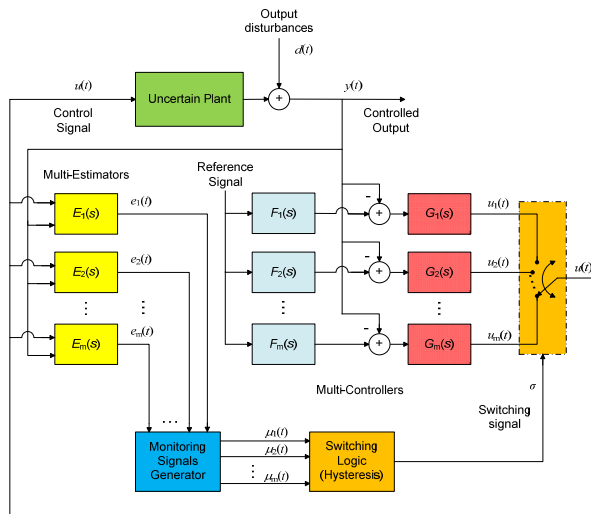 Output
disturbances
d(t)
u(t)
Uncertain Plant
+
y(t)
Control
Signal
Controlled
Output
Multi-Estimators
Reference
Signal
E1(s)
e1(t)
F1(s)
-
+
G1(s)
u1(t)
E2(s)
e2(t)
F2(s)
-
+
G2(s)
u2(t)
u(t)
Em(s)
em(t)
Fm(s)
-
+
Gm(s)
um(t)
Multi-Controllers
σ
Switching
signal
Monitoring
Signals
Generator
μ1(t)
μ2(t)
μm(t)
Switching
Logic
(Hysteresis)